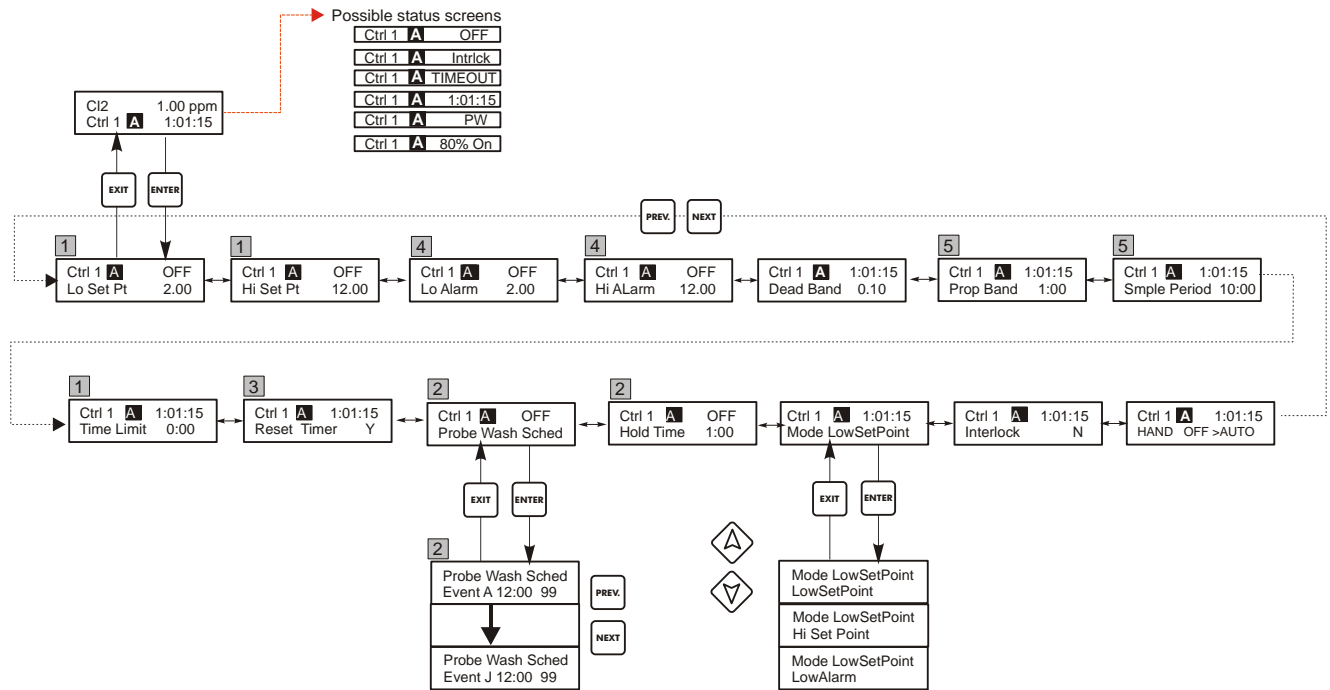 Possible status screens
Ctrl 1 A OFF
Ctrl 1 A Intrlck
Ctrl 1 A TIMEOUT
Ctrl 1 A 1:01:15
Ctrl 1 A PW
Ctrl 1 A 80% On
Cl2 1.00 ppm
Ctrl 1 A 1:01:15
EXIT
ENTER
PREV.
NEXT
1
Ctrl 1 A OFF
Lo Set Pt 2.00
1
Ctrl 1 A OFF
Hi Set Pt 12.00
4
Ctrl 1 A OFF
Lo Alarm 2.00
4
Ctrl 1 A OFF
Hi ALarm 12.00
Ctrl 1 A 1:01:15
Dead Band 0.10
5
Ctrl 1 A 1:01:15
Prop Band 1:00
5
Ctrl 1 A 1:01:15
Smple Period 10:00
1
Ctrl 1 A 1:01:15
Time Limit 0:00
3
Ctrl 1 A 1:01:15
Reset Timer Y
2
Ctrl 1 A OFF
Probe Wash Sched
2
Ctrl 1 A OFF
Hold Time 1:00
Ctrl 1 A 1:01:15
Mode LowSetPoint
Ctrl 1 A 1:01:15
Interlock N
Ctrl 1 A 1:01:15
HAND OFF >AUTO
EXIT
ENTER
EXIT
ENTER
2
Probe Wash Sched
Event A 12:00 99
Probe Wash Sched
Event J 12:00 99
PREV.
NEXT
Mode LowSetPoint
LowSetPoint
Mode LowSetPoint
Hi Set Point
Mode LowSetPoint
LowAlarm